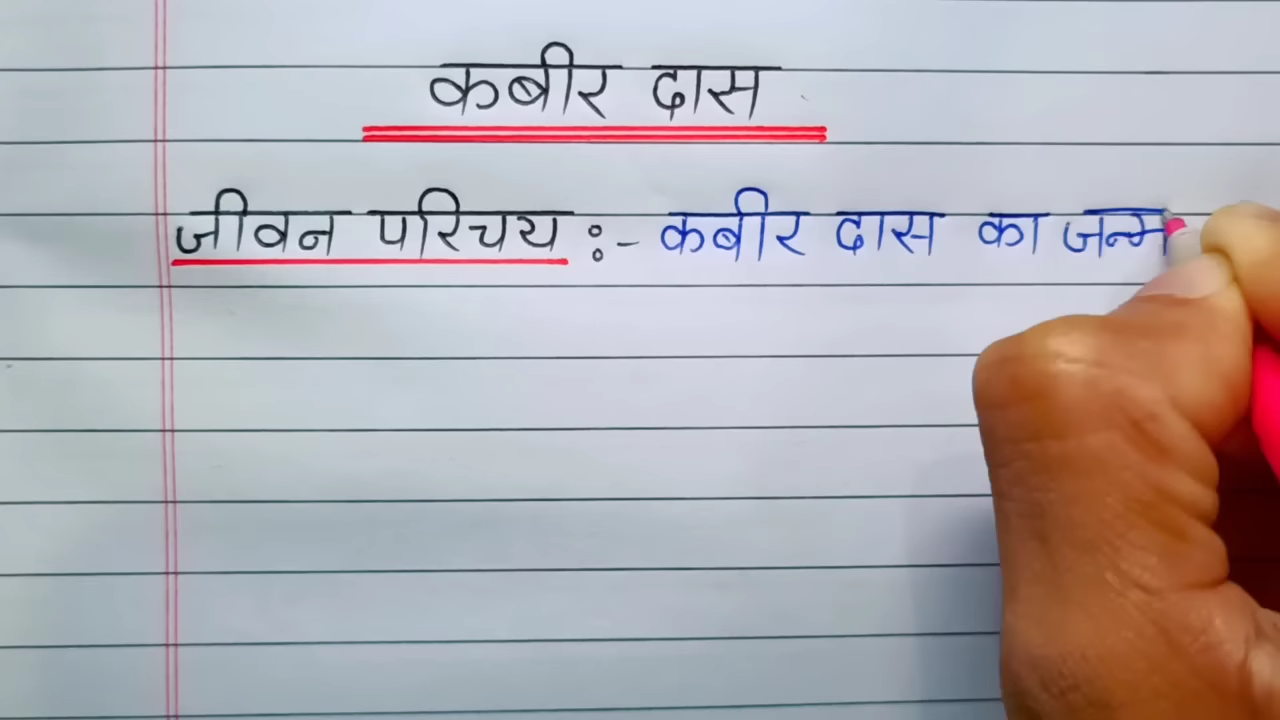 कबीर दास
जीवन परिचय :- कबीर दास का जन्म